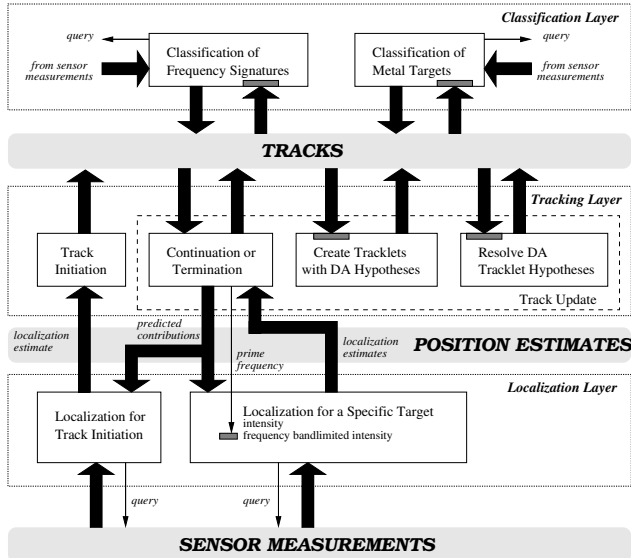 Classification Layer
query
query
Classification of
Frequency Signatures
Classification of
Metal Targets
from sensor
measurements
from sensor
measurements
TRACKS
Tracking Layer
Track
Initiation
Continuation or
Termination
Create Tracklets
with DA Hypotheses
Resolve DA
Tracklet Hypotheses
Track Update
localization
estimate
predicted
contributions
prime
frequency
localization
estimates
POSITION ESTIMATES
Localization Layer
Localization for
Track Initiation
Localization for a Specific Target
intensity
frequency bandlimited intensity
query
query
SENSOR MEASUREMENTS